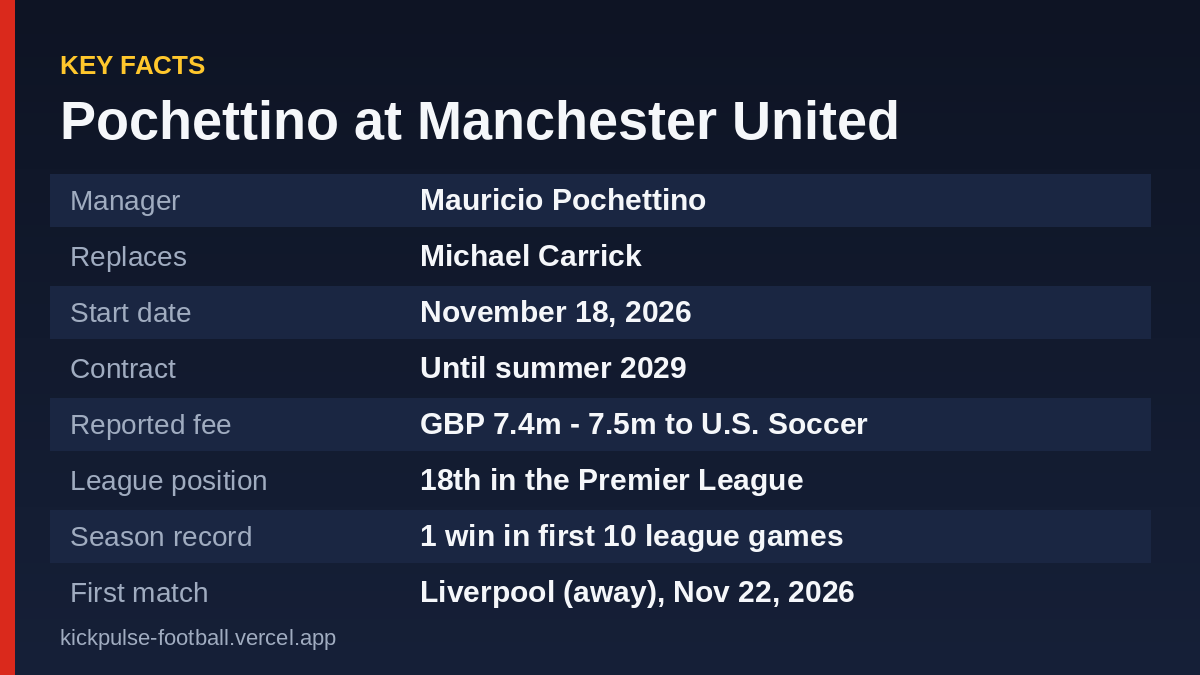 KEY FACTS
Pochettino at Manchester United
Manager Mauricio Pochettino
Replaces Michael Carrick
Start date November 18, 2026
Contract Until summer 2029
Reported fee GBP 7.4m - 7.5m to U.S. Soccer
League position 18th in the Premier League
Season record 1 win in first 10 league games
First match Liverpool (away), Nov 22, 2026
kickpulse-football.vercel.app